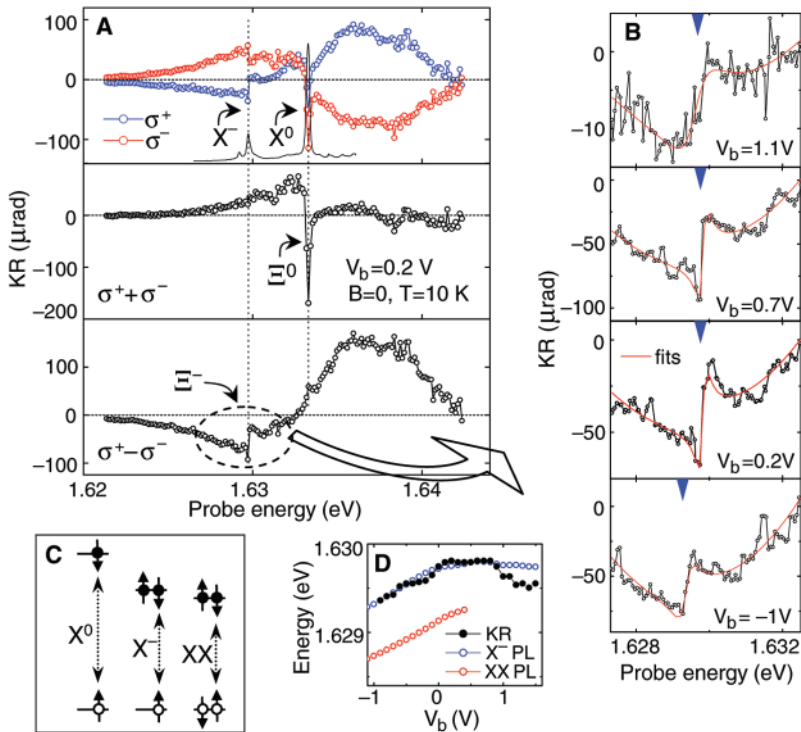 A
100
0
−100
σ+
σ−
X−
X0
KR (μrad)
100
0
−100
−200
Ξ0
Vb=0.2 V
B=0, T=10 K
σ++σ−
100
0
−100
Ξ−
σ+−σ−
1.62
1.63
1.64
Probe energy (eV)
B
0
−10
Vb=1.1V
0
−50
−100
Vb=0.7V
KR (μrad)
0
−50
fits
Vb=0.2V
0
−50
Vb=−1V
1.628
1.632
Probe energy (eV)
C
X0
X−
XX
D
Energy (eV)
1.630
1.629
KR
X− PL
XX PL
−1
0
1
Vb(V)